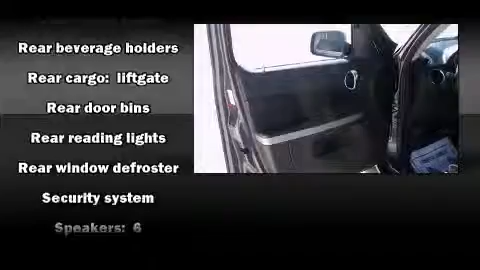 Rear beverage holders
Rear cargo:  liftgate
Rear door bins
Rear reading lights
Rear window defroster
Security system
Speakers:  6